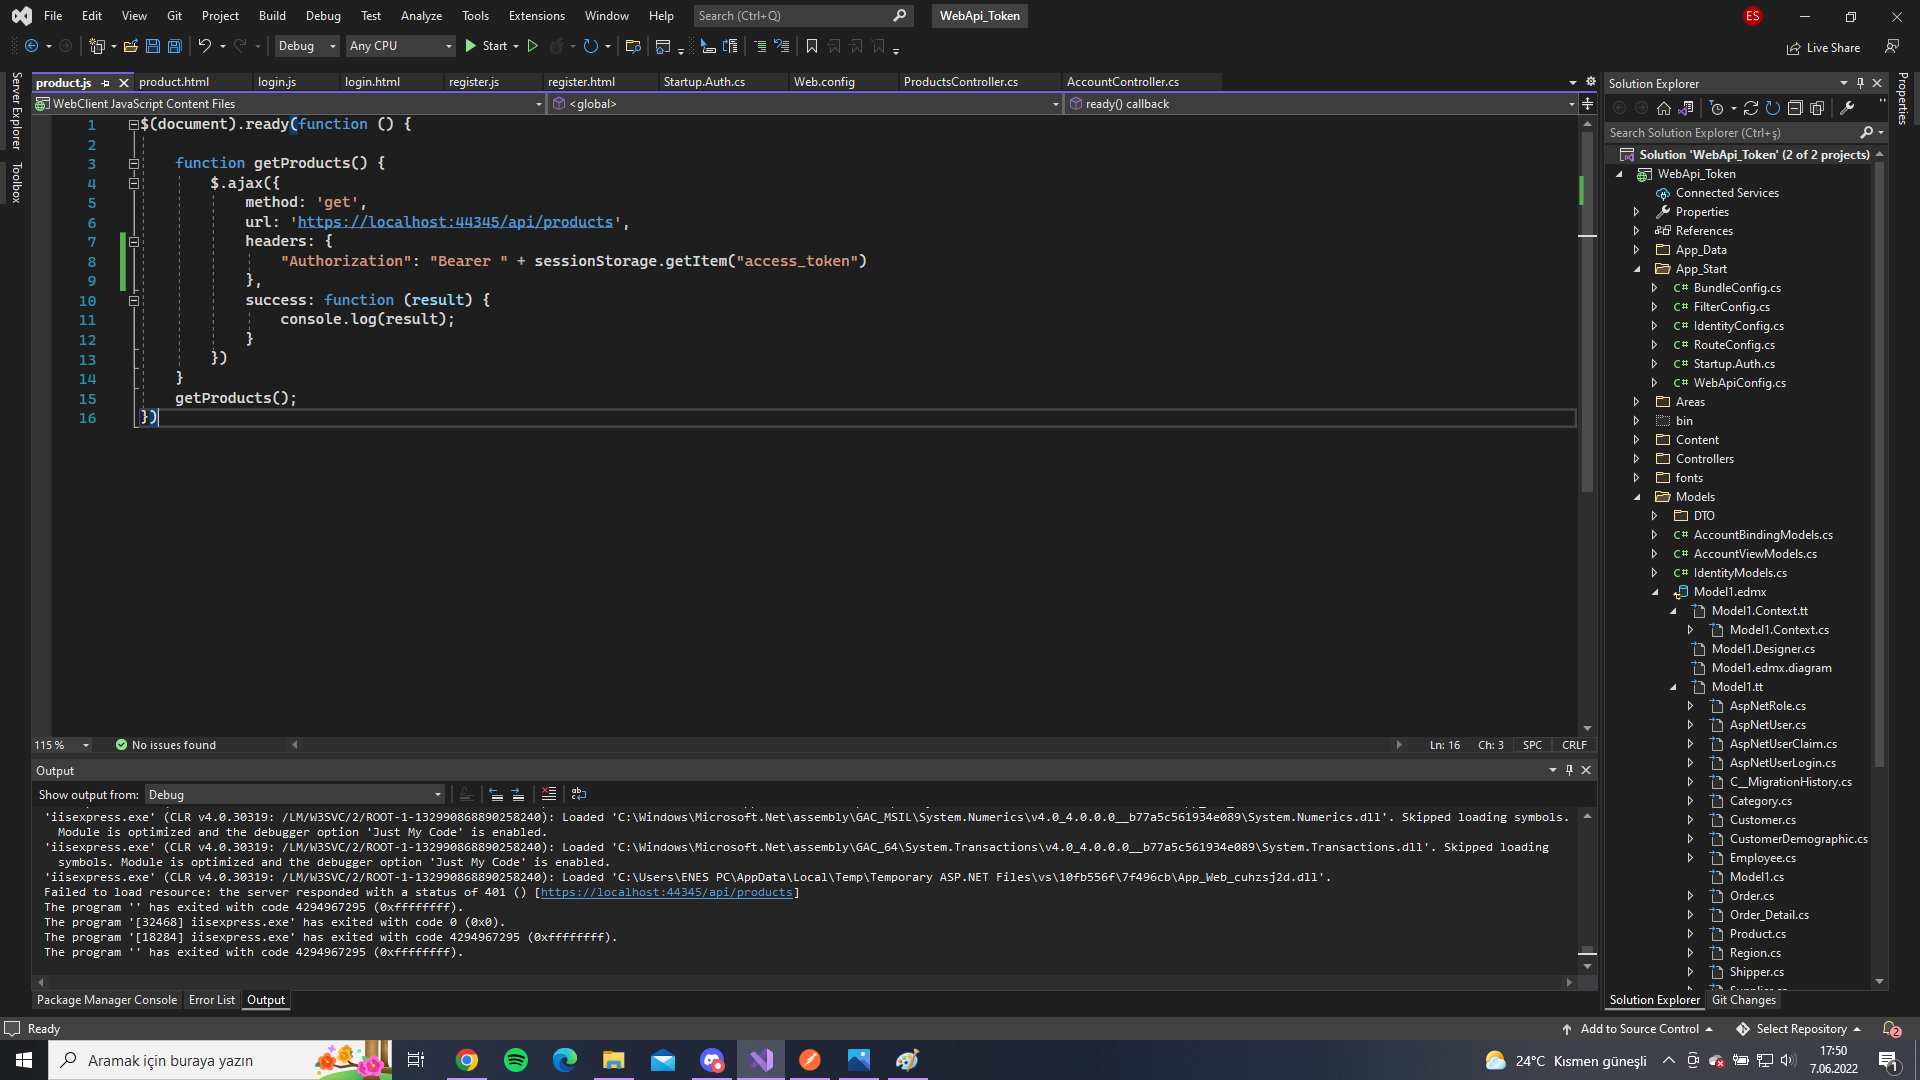 File Edit View Git Project Build Debug Test Analyze Tools Extensions Window Help Search (Ctrl+Q) WebApi_Token ES
Debug Any CPU Start Live Share
product.js product.html login.js login.html register.js register.html Startup.Auth.cs Web.config ProductsController.cs AccountController.cs
WebClient JavaScript Content Files <global> ready() callback
Server Explorer
Toolbox
1 $(document).ready(function () {
2
3 function getProducts() {
4 $.ajax({
5 method: 'get',
6 url: 'https://localhost:44345/api/products',
7 headers: {
8 "Authorization": "Bearer " + sessionStorage.getItem("access_token")
9 },
10 success: function (result) {
11 console.log(result);
12 }
13 })
14 }
15 getProducts();
16 })
115 % No issues found Ln: 16 Ch: 3 SPC CRLF
Output
Show output from: Debug
'iisexpress.exe' (CLR v4.0.30319: /LM/W3SVC/2/ROOT-1-132990868890258240): Loaded 'C:\Windows\Microsoft.Net\assembly\GAC_MSIL\System.Numerics\v4.0_4.0.0.0__b77a5c561934e089\System.Numerics.dll'. Skipped loading symbols.
Module is optimized and the debugger option 'Just My Code' is enabled.
'iisexpress.exe' (CLR v4.0.30319: /LM/W3SVC/2/ROOT-1-132990868890258240): Loaded 'C:\Windows\Microsoft.Net\assembly\GAC_64\System.Transactions\v4.0_4.0.0.0__b77a5c561934e089\System.Transactions.dll'. Skipped loading
symbols. Module is optimized and the debugger option 'Just My Code' is enabled.
'iisexpress.exe' (CLR v4.0.30319: /LM/W3SVC/2/ROOT-1-132990868890258240): Loaded 'C:\Users\ENES PC\AppData\Local\Temp\Temporary ASP.NET Files\vs\10fb556f\7f496cb\App_Web_cuhzsj2d.dll'.
Failed to load resource: the server responded with a status of 401 () [https://localhost:44345/api/products]
The program '' has exited with code 4294967295 (0xffffffff).
The program '[32468] iisexpress.exe' has exited with code 0 (0x0).
The program '[18284] iisexpress.exe' has exited with code 4294967295 (0xffffffff).
The program '' has exited with code 4294967295 (0xffffffff).
Package Manager Console Error List Output
Solution Explorer
Properties
Search Solution Explorer (Ctrl+ş)
Solution 'WebApi_Token' (2 of 2 projects)
WebApi_Token
Connected Services
Properties
References
App_Data
App_Start
C# BundleConfig.cs
C# FilterConfig.cs
C# IdentityConfig.cs
C# RouteConfig.cs
C# Startup.Auth.cs
C# WebApiConfig.cs
Areas
bin
Content
Controllers
fonts
Models
DTO
C# AccountBindingModels.cs
C# AccountViewModels.cs
C# IdentityModels.cs
Model1.edmx
Model1.Context.tt
Model1.Context.cs
Model1.Designer.cs
Model1.edmx.diagram
Model1.tt
AspNetRole.cs
AspNetUser.cs
AspNetUserClaim.cs
AspNetUserLogin.cs
C__MigrationHistory.cs
Category.cs
Customer.cs
CustomerDemographic.cs
Employee.cs
Model1.cs
Order.cs
Order_Detail.cs
Product.cs
Region.cs
Shipper.cs
Solution Explorer Git Changes
Ready Add to Source Control Select Repository 2
Aramak için buraya yazın 24°C Kısmen güneşli 17:50
7.06.2022 1